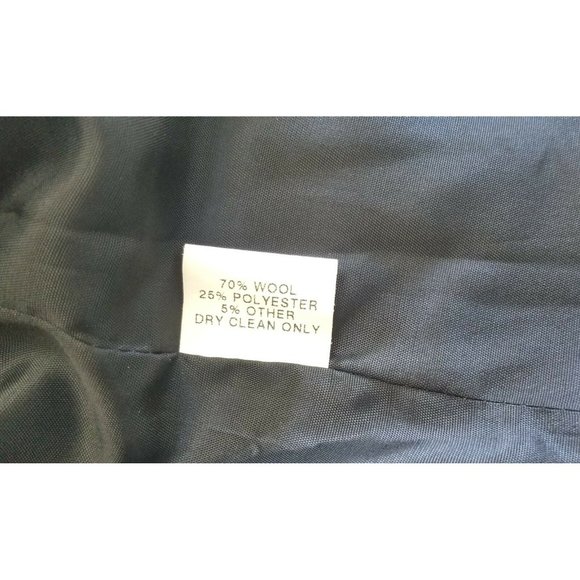 70% WOOL
25% POLYESTER
5% OTHER
DRY CLEAN ONLY